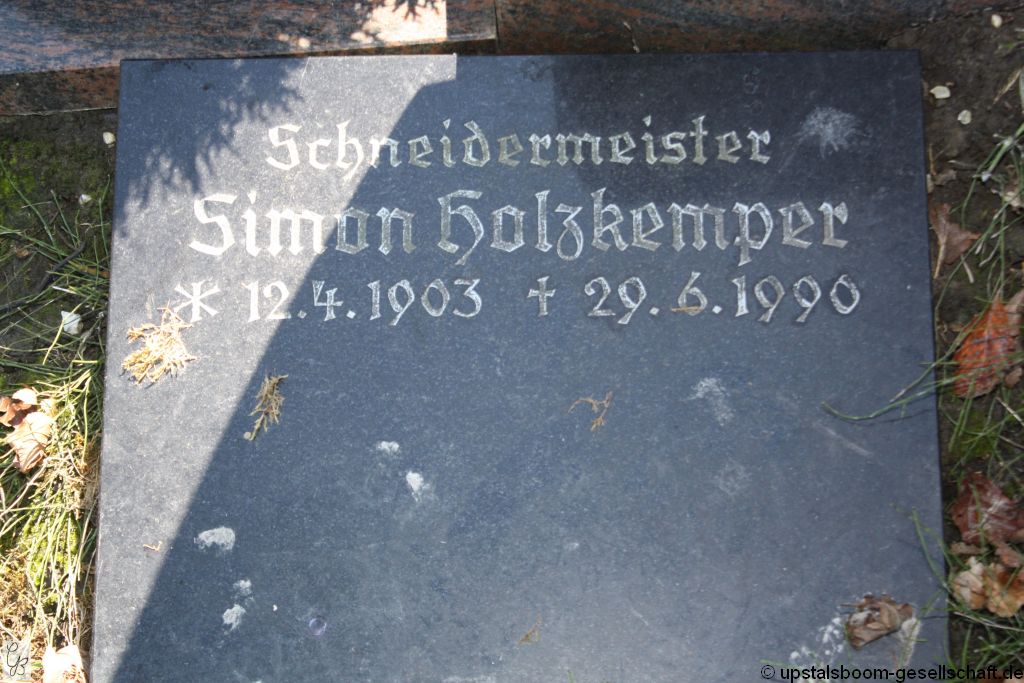 Schneidermeister
Simon Holzkemper
* 12.4.1903 † 29.6.1990
© upstalsboom-gesellschaft.de